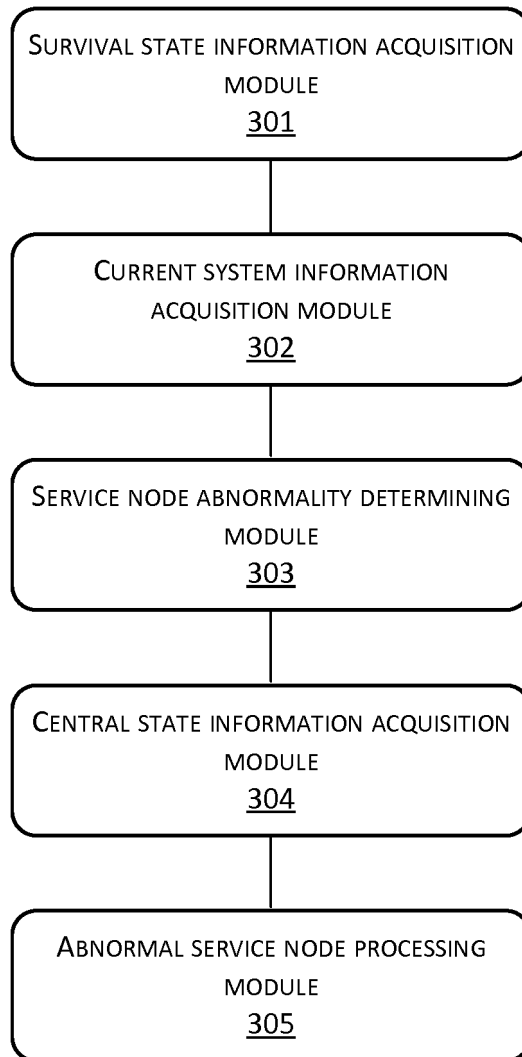 SURVIVAL STATE INFORMATION ACQUISITION
MODULE
301
CURRENT SYSTEM INFORMATION
ACQUISITION MODULE
302
SERVICE NODE ABNORMALITY DETERMINING
MODULE
303
CENTRAL STATE INFORMATION ACQUISITION
MODULE
304
ABNORMAL SERVICE NODE PROCESSING
MODULE
305